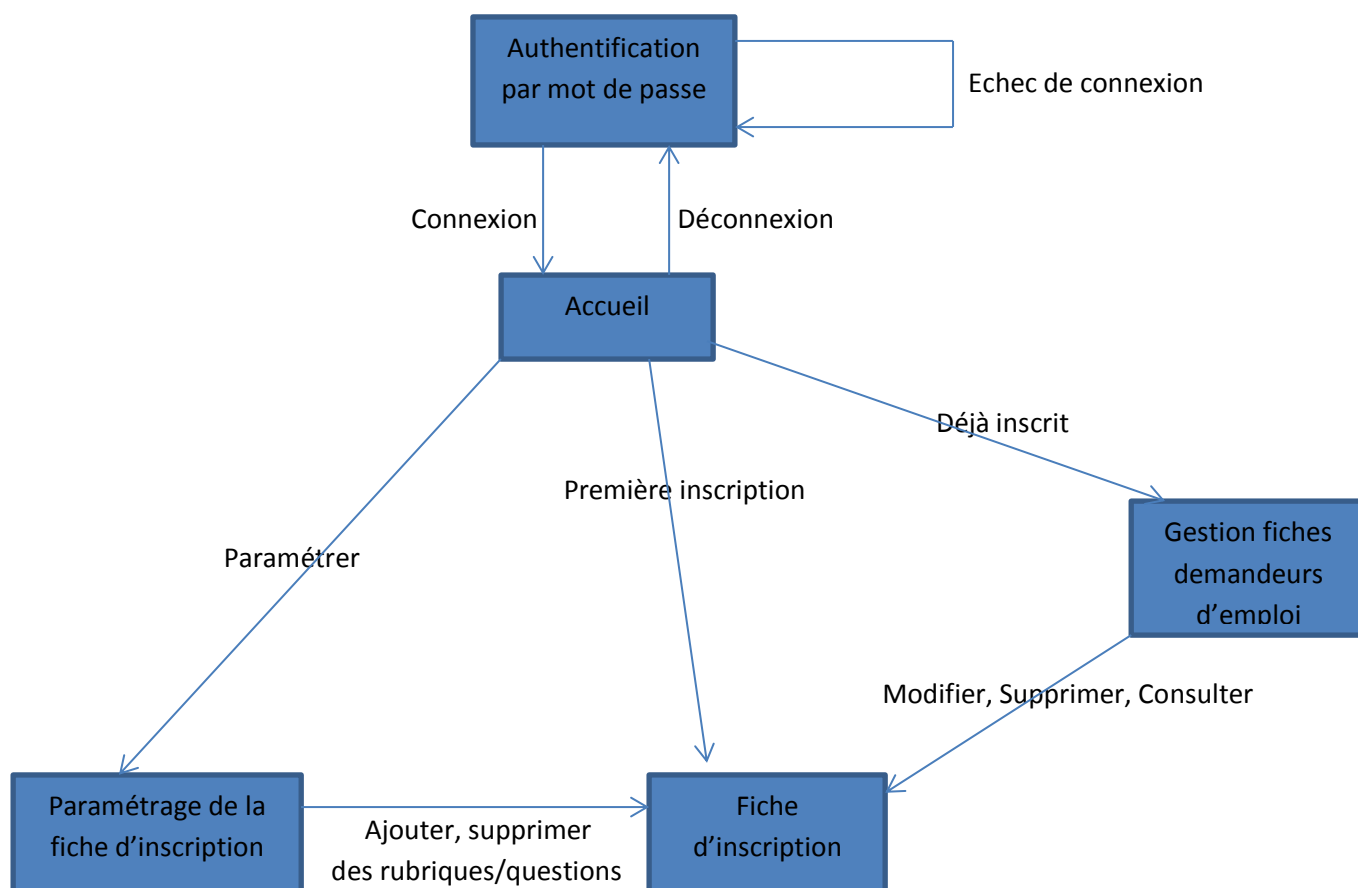 Authentification
par mot de passe
Echec de connexion
Connexion
Déconnexion
Accueil
Déjà inscrit
Première inscription
Paramétrer
Gestion fiches
demandeurs
d’emploi
Modifier, Supprimer, Consulter
Paramétrage de la
fiche d’inscription
Ajouter, supprimer
des rubriques/questions
Fiche
d’inscription